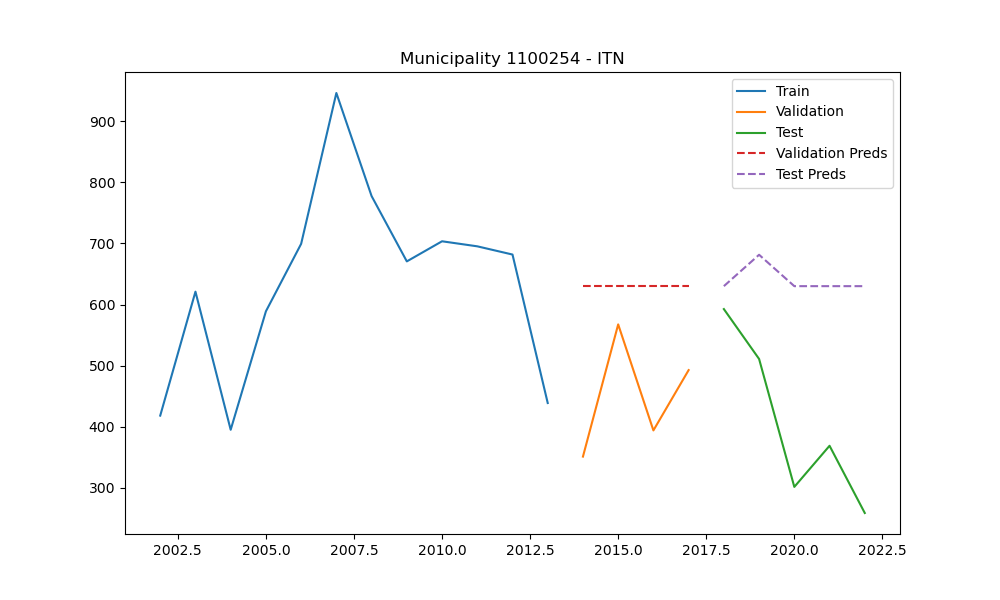 Municipality 1100254 - ITN
Train
Validation
Test
Validation Preds
Test Preds
900
800
700
600
500
400
300
2002.5 2005.0 2007.5 2010.0 2012.5 2015.0 2017.5 2020.0 2022.5